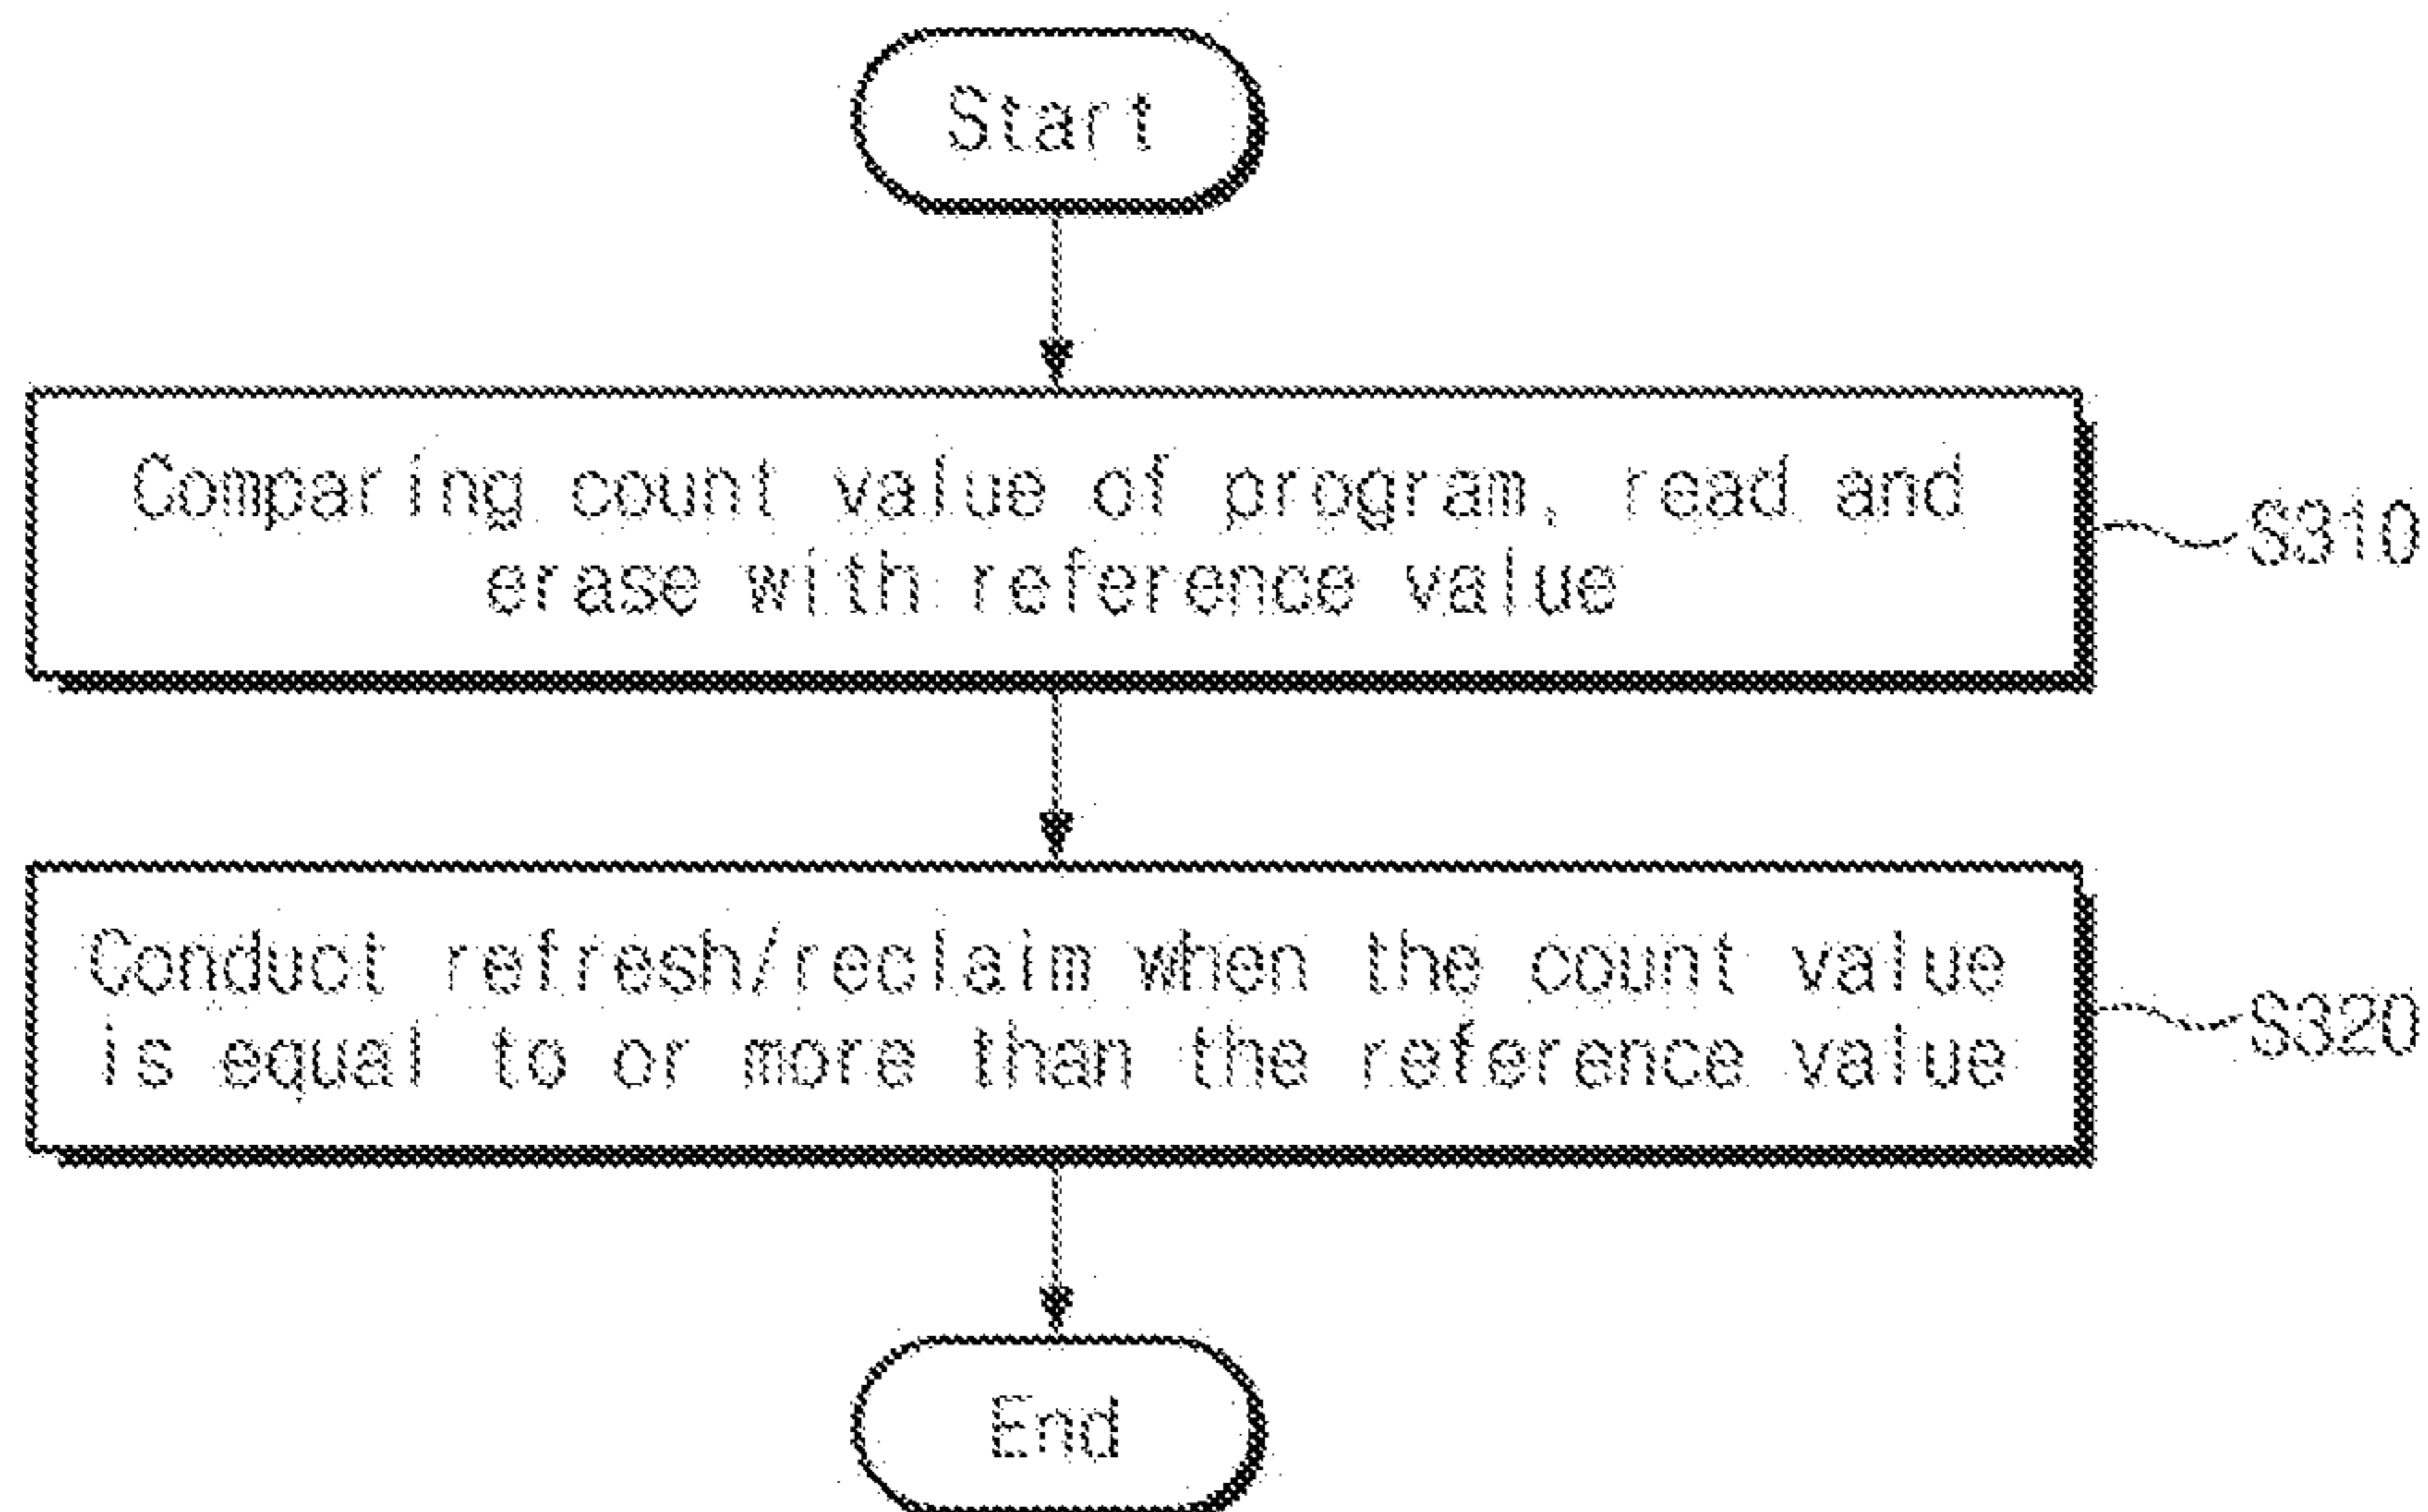 Start
Comparing count value of program, read and
erase with reference value
S310
Conduct refresh/reclaim when the count value
is equal to or more than the reference value
S320
End